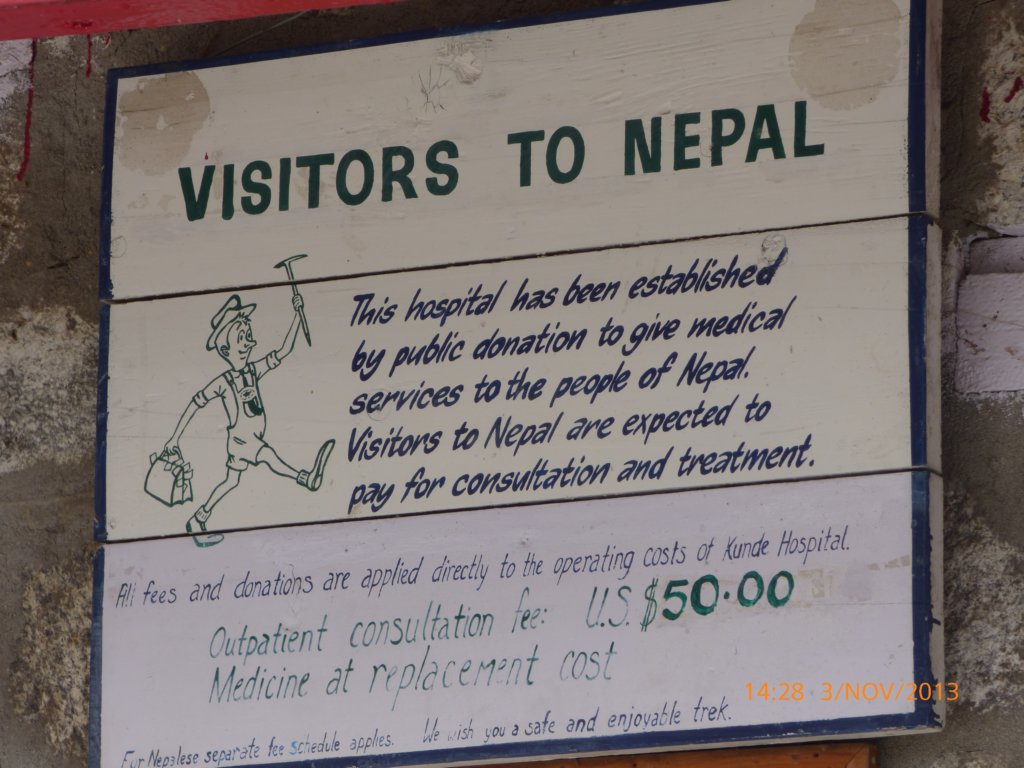 VISITORS TO NEPAL
This hospital has been established
by public donation to give medical
services to the people of Nepal.
Visitors to Nepal are expected to
pay for consultation and treatment.
All fees and donations are applied directly to the operating costs of Kunde Hospital.
Outpatient consultation fee: U.S. $50.00
Medicine at replacement cost
We wish you a safe and enjoyable trek.
For Nepalese separate fee schedule applies.
14:28 3/NOV/2013